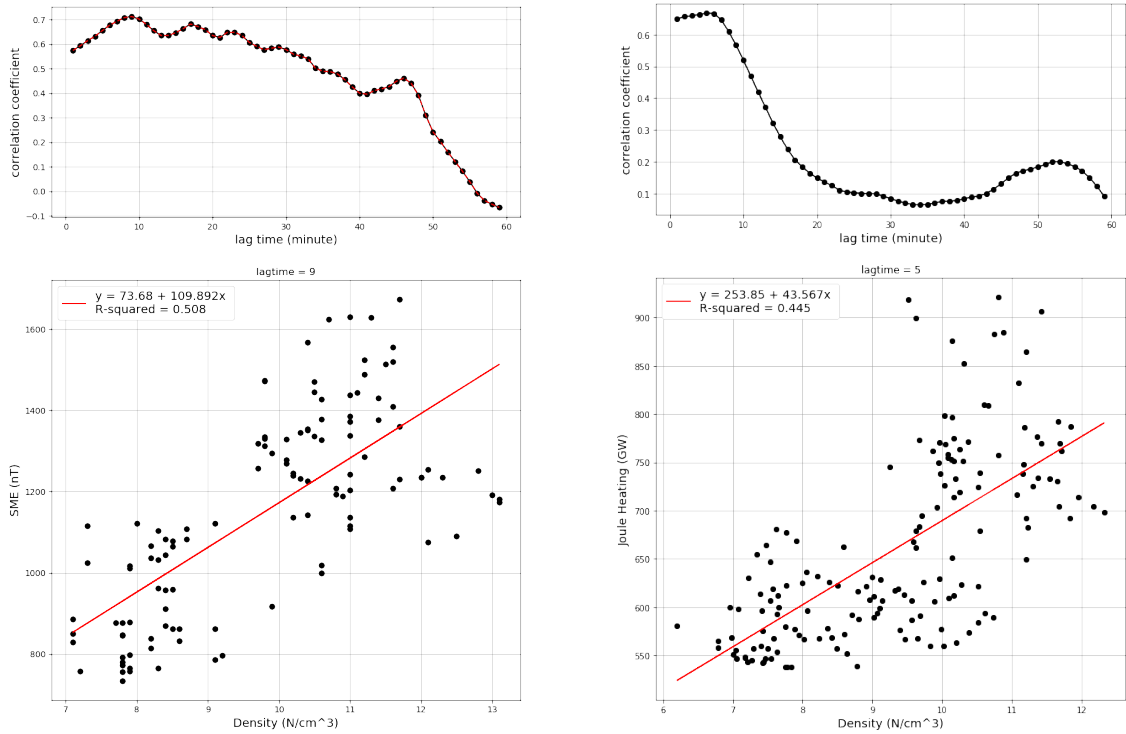 0.7
0.6
0.5
0.4
0.3
0.2
0.1
0.0
−0.1
correlation coefficient
0 10 20 30 40 50 60
lag time (minute)
0.6
0.5
0.4
0.3
0.2
0.1
correlation coefficient
0 10 20 30 40 50 60
lag time (minute)
lagtime = 9
y = 73.68 + 109.892x
R-squared = 0.508
1600
1400
1200
1000
800
SME (nT)
7 8 9 10 11 12 13
Density (N/cm^3)
lagtime = 5
y = 253.85 + 43.567x
R-squared = 0.445
900
850
800
750
700
650
600
550
Joule Heating (GW)
6 7 8 9 10 11 12
Density (N/cm^3)